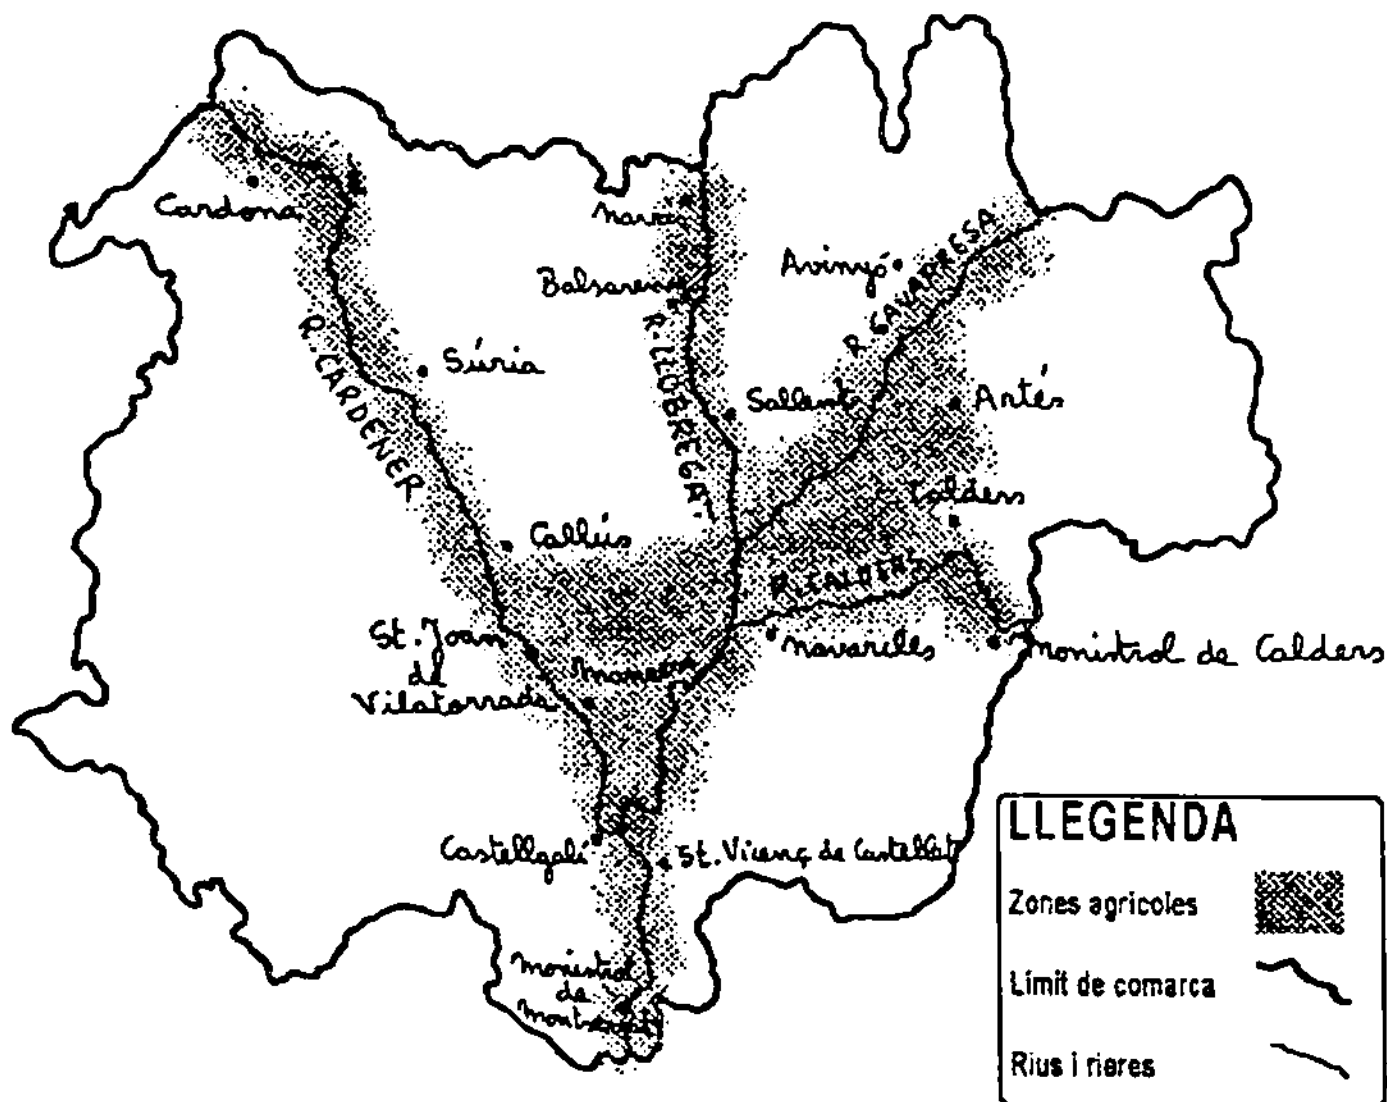 Cardona
Navàs
Balsareny
Avinyó
R. GAVARRESA
R. CARDENER
Súria
R. LLOBREGAT
Sallent
Artés
Calders
Callús
R. CALDERS
St. Joan
de
Vilatorrada
Manresa
Navarcles
Monistrol de Calders
Castellgalí
St. Vicenç de Castellet
Monistrol
de
Montserrat
LLEGENDA
Zones agrícoles
Límit de comarca
Rius i rieres